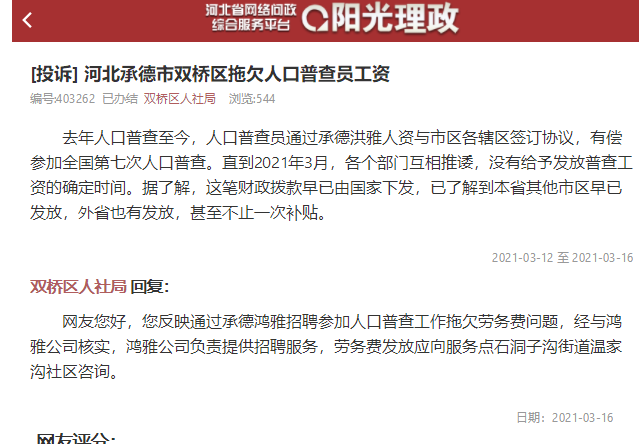 河北省网络问政
综合服务平台
阳光理政
[投诉] 河北承德市双桥区拖欠人口普查员工资
编号:403262 已办结 双桥区人社局 浏览:544
去年人口普查至今，人口普查员通过承德洪雅人资与市区各辖区签订协议，有偿
参加全国第七次人口普查。直到2021年3月，各个部门互相推诿，没有给予发放普查工
资的确定时间。据了解，这笔财政拨款早已由国家下发，已了解到本省其他市区早已
发放，外省也有发放，甚至不止一次补贴。
2021-03-12 至 2021-03-16
双桥区人社局 回复：
网友您好，您反映通过承德鸿雅招聘参加人口普查工作拖欠劳务费问题，经与鸿
雅公司核实，鸿雅公司负责提供招聘服务，劳务费发放应向服务点石洞子沟街道温家
沟社区咨询。
日期：2021-03-16
网友评分：